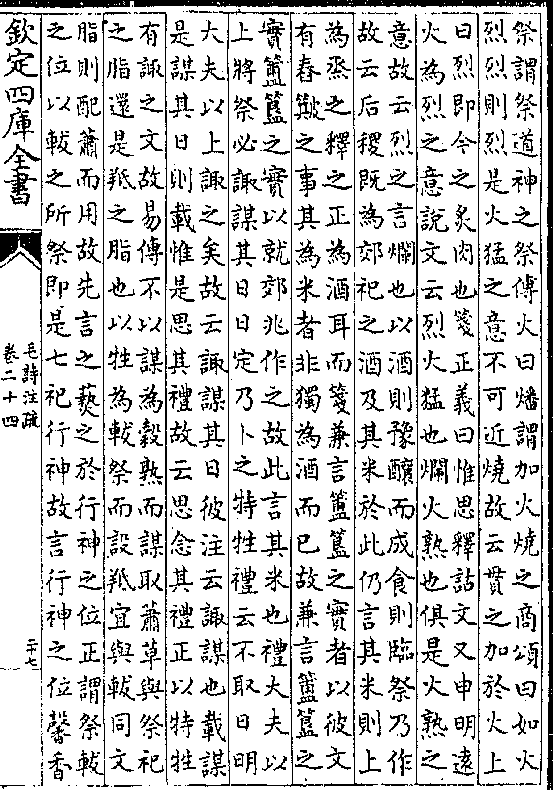 祭謂祭道神之祭傳火曰燔謂加火燒之商頌曰如火
烈烈則烈是火猛之意不可近燒故云貫之加於火上
曰烈即今之炙肉也箋正義曰惟思釋詁文又申明遠
火為烈之意說文云烈火猛也爛火熟也俱是火熟之
意故云烈之言爛也以酒則豫釀而成食則臨祭乃作
故云后稷既為郊祀之酒及其米於此仍言其米則上
為烝之釋之正為酒耳而箋兼言簠簋之實者以彼文
有舂簸之事其為米者非獨為酒而已故兼言簠簋之
實簠簋之實以就郊兆作之故此言其米也禮大夫以
上將祭必諏謀其日日定乃卜之特牲禮云不取日明
大夫以上諏之矣故云諏謀其日彼注云諏謀也載謀
是謀其日則載惟是思其禮故云思念其禮正以特牲
有諏之文故易傳不以謀為穀熟而謀取蕭草與祭祀
之脂還是羝之脂也以牲為軷祭而設羝宜與軷同文
脂則配蕭而用故先言之爇之於行神之位正謂祭軷
之位以軷之所祭即是七祀行神故言行神之位馨香
欽定四庫全書
毛詩注疏
卷二十四
二十七